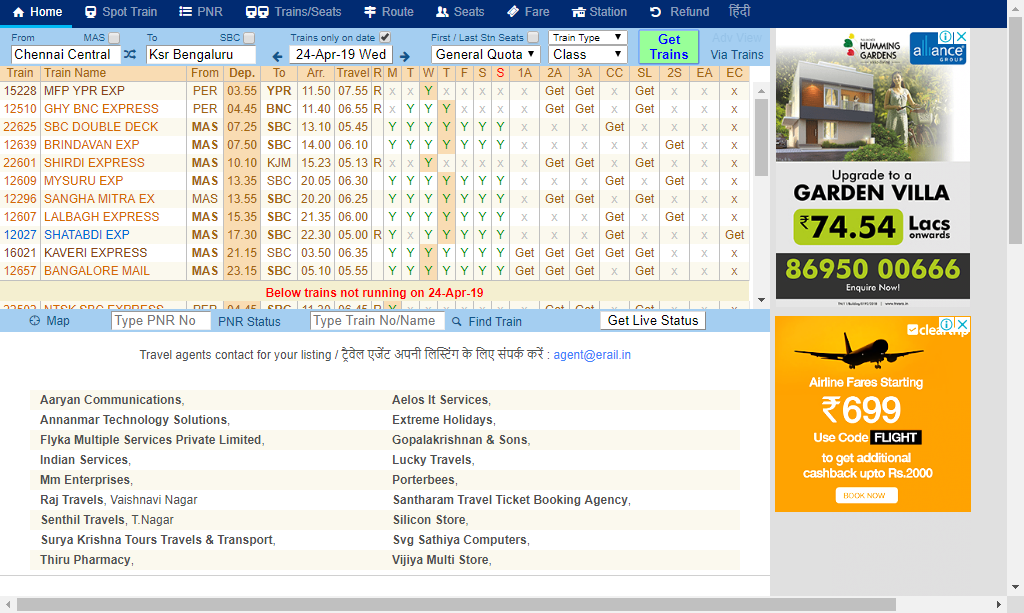 Home Spot Train PNR Trains/Seats Route Seats Fare Station Refund हिंदी
From MAS To SBC Trains only on date First / Last Stn Seats Train Type Get Trains
Chennai Central Ksr Bengaluru 24-Apr-19 Wed General Quota Class Via Trains
Train Train Name From Dep. To Arr. Travel R M T W T F S S 1A 2A 3A CC SL 2S EA EC
15228 MFP YPR EXP PER 03.55 YPR 11.50 07.55 R x x Y x x x x x Get Get x Get x x x
12510 GHY BNC EXPRESS PER 04.45 BNC 11.40 06.55 R x Y Y Y x x x x Get Get x Get x x x
22625 SBC DOUBLE DECK MAS 07.25 SBC 13.10 05.45 Y Y Y Y Y Y Y x x x Get x x x x
12639 BRINDAVAN EXP MAS 07.50 SBC 14.00 06.10 Y Y Y Y Y Y Y x x x x x Get x x
22601 SHIRDI EXPRESS MAS 10.10 KJM 15.23 05.13 R x x Y x x x x x Get Get x Get x x x
12609 MYSURU EXP MAS 13.35 SBC 20.05 06.30 Y Y Y Y Y Y Y x x x Get x Get x x
12296 SANGHA MITRA EX MAS 13.55 SBC 20.20 06.25 Y Y Y Y Y Y Y x Get Get x Get x x x
12607 LALBAGH EXPRESS MAS 15.35 SBC 21.35 06.00 Y Y Y Y Y Y Y x x x Get x Get x x
12027 SHATABDI EXP MAS 17.30 SBC 22.30 05.00 R Y x Y Y Y Y Y x x x Get x x x Get
16021 KAVERI EXPRESS MAS 21.15 SBC 03.50 06.35 Y Y Y Y Y Y Y Get Get Get x Get x x x
12657 BANGALORE MAIL MAS 23.15 SBC 05.10 05.55 Y Y Y Y Y Y Y Get Get Get x Get x x x
Below trains not running on 24-Apr-19
Map Type PNR No PNR Status Type Train No/Name Find Train Get Live Status
Travel agents contact for your listing / ट्रेवेल एजेंट अपनी लिस्टिंग के लिए संपर्क करें : agent@erail.in
Aaryan Communications, Aelos It Services,
Annanmar Technology Solutions, Extreme Holidays,
Flyka Multiple Services Private Limited, Gopalakrishnan & Sons,
Indian Services, Lucky Travels,
Mm Enterprises, Porterbees,
Raj Travels, Vaishnavi Nagar Santharam Travel Ticket Booking Agency,
Senthil Travels, T.Nagar Silicon Store,
Surya Krishna Tours Travels & Transport, Svg Sathiya Computers,
Thiru Pharmacy, Vijiya Multi Store,
HUMMING
GARDENS
alliance
GROUP
Upgrade to a
GARDEN VILLA
₹74.54 Lacs
onwards
86950 00666
Enquire Now!
cleartrip
Airline Fares Starting
₹699
Use Code FLIGHT
to get additional
cashback upto Rs.2000
BOOK NOW